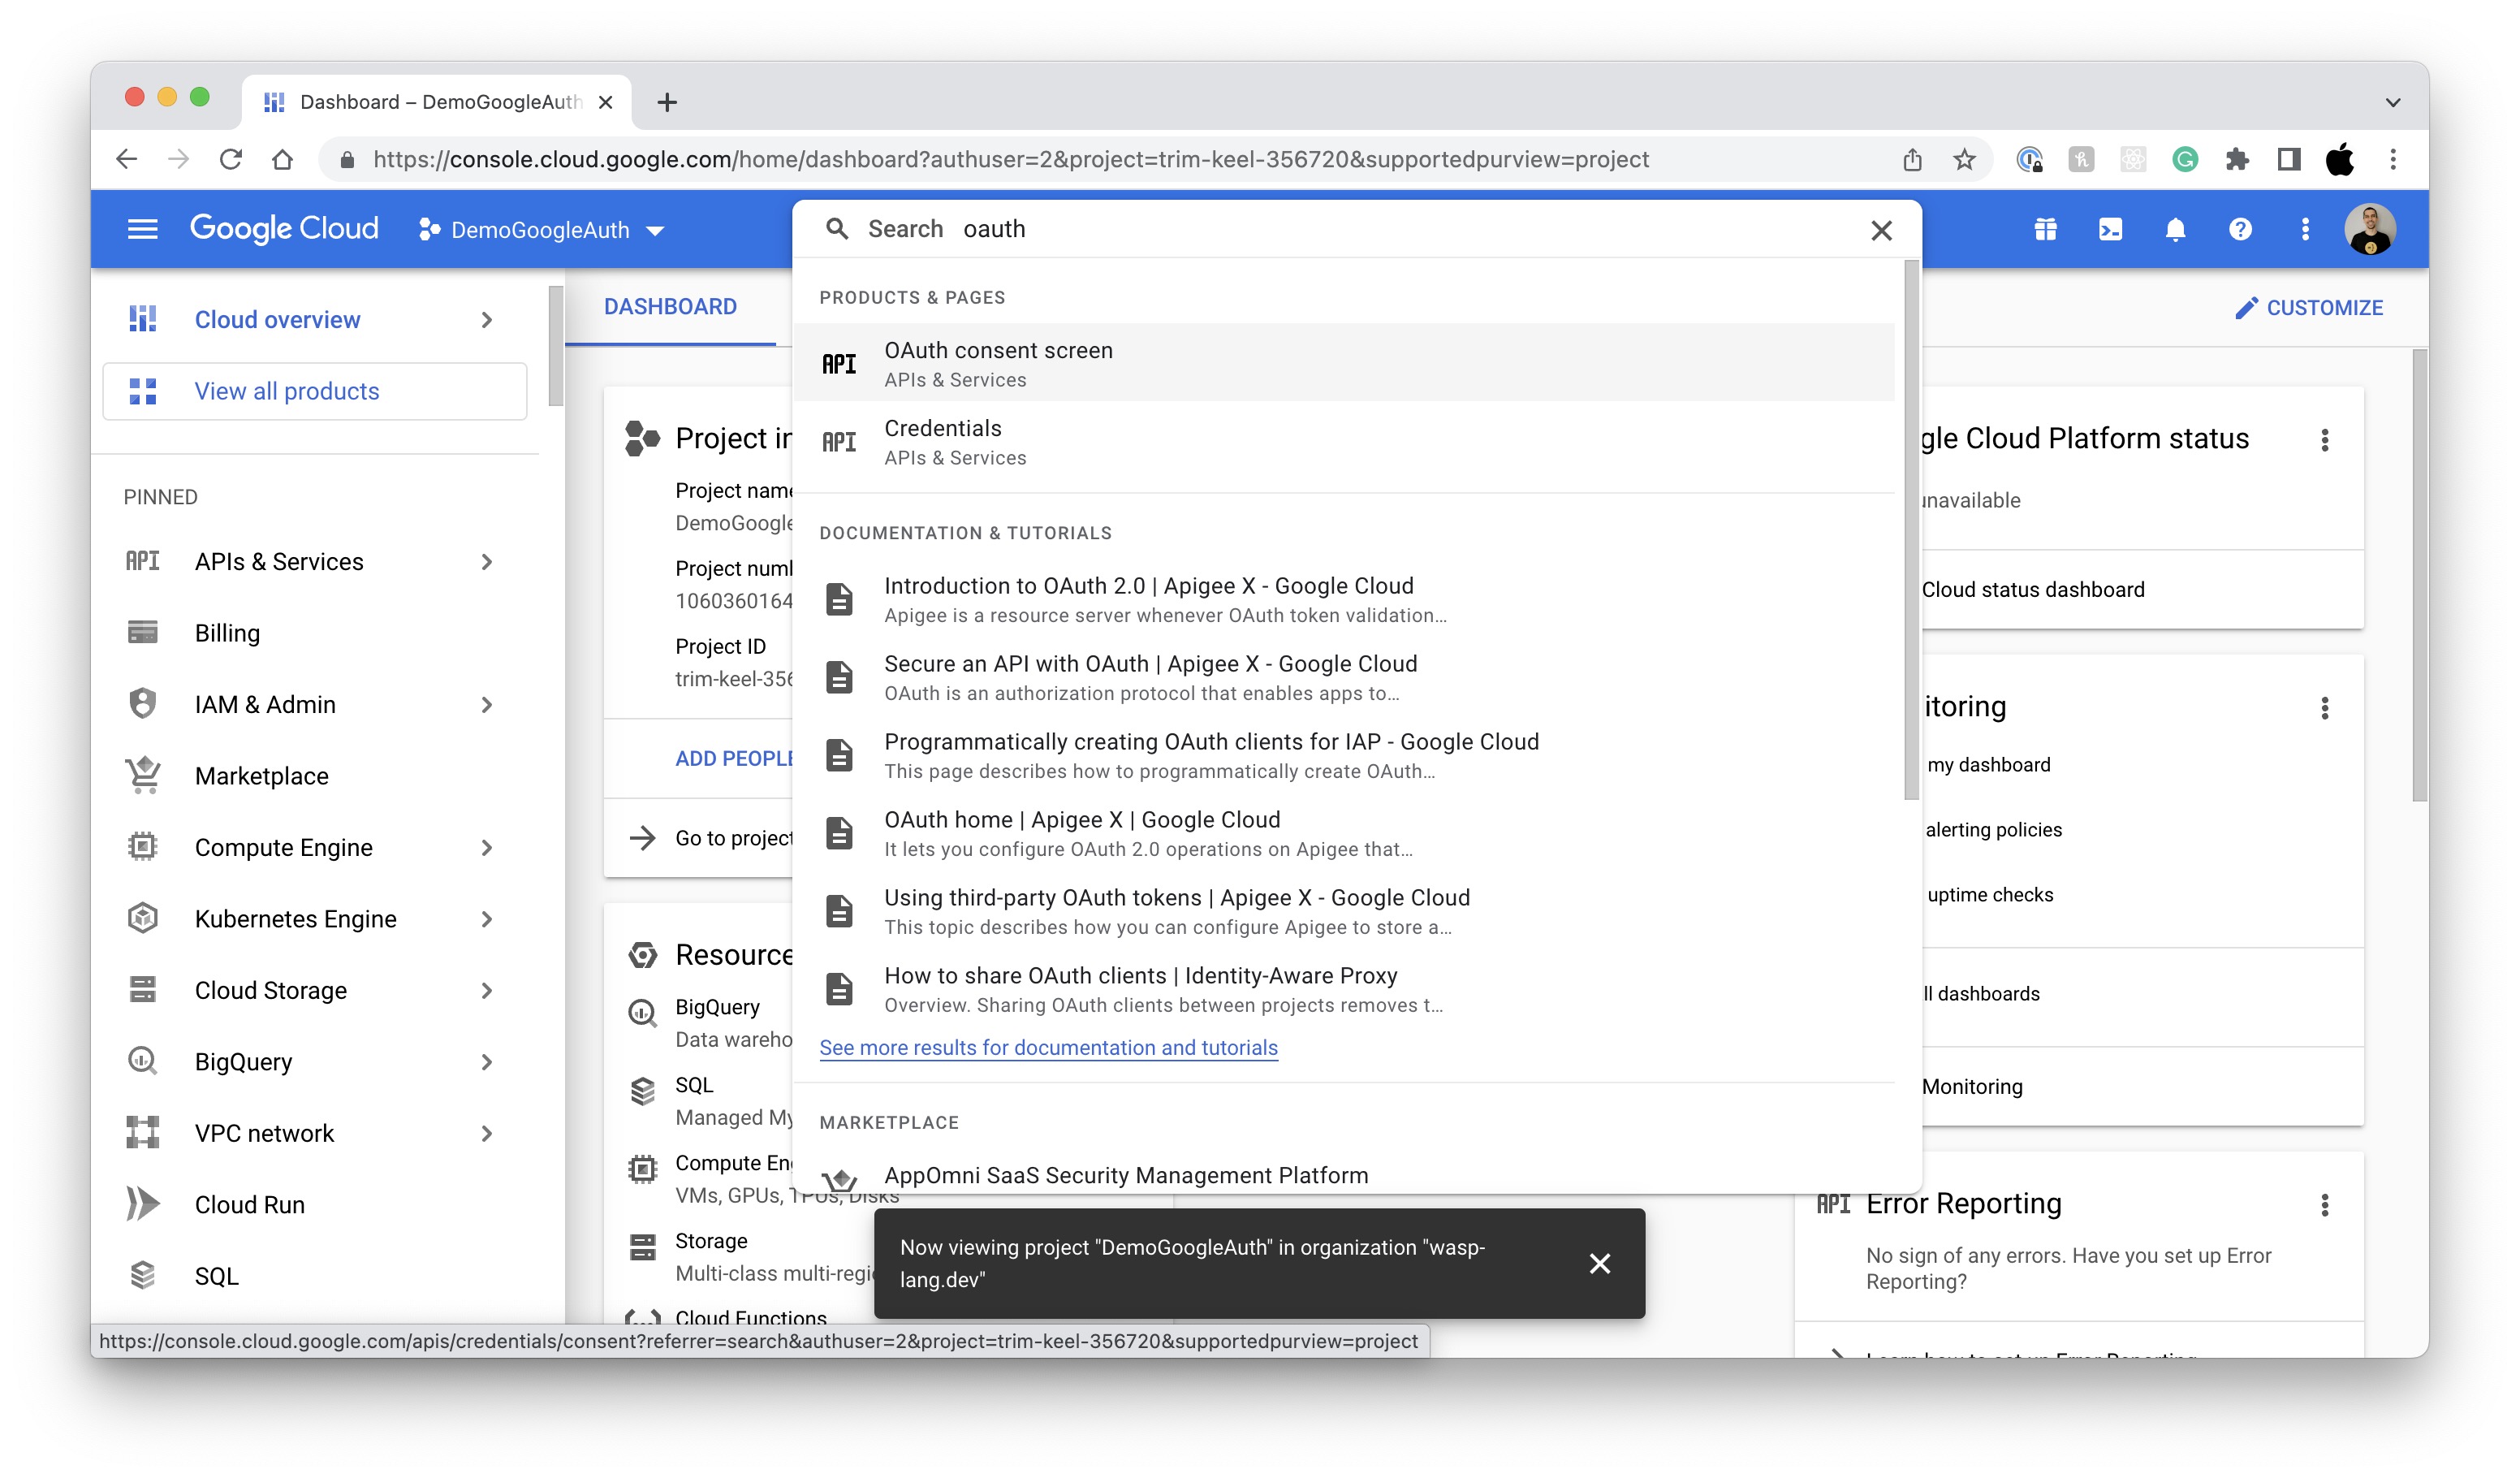 Dashboard – DemoGoogleAuth
https://console.cloud.google.com/home/dashboard?authuser=2&project=trim-keel-356720&supportedpurview=project
Google Cloud
DemoGoogleAuth
Search oauth
Cloud overview
View all products
PINNED
API APIs & Services
Billing
IAM & Admin
Marketplace
Compute Engine
Kubernetes Engine
Cloud Storage
BigQuery
VPC network
Cloud Run
SQL
DASHBOARD
CUSTOMIZE
Project in
Project name
DemoGoogle
Project num
1060360164
Project ID
trim-keel-356
ADD PEOPLE
Go to project
Resource
BigQuery
Data wareho
SQL
Managed My
Compute En
VMs, GPUs, TPUs, Disks
Storage
Multi-class multi-regi
Cloud Functions
PRODUCTS & PAGES
API OAuth consent screen
APIs & Services
API Credentials
APIs & Services
DOCUMENTATION & TUTORIALS
Introduction to OAuth 2.0 | Apigee X - Google Cloud
Apigee is a resource server whenever OAuth token validation…
Secure an API with OAuth | Apigee X - Google Cloud
OAuth is an authorization protocol that enables apps to…
Programmatically creating OAuth clients for IAP - Google Cloud
This page describes how to programmatically create OAuth…
OAuth home | Apigee X | Google Cloud
It lets you configure OAuth 2.0 operations on Apigee that…
Using third-party OAuth tokens | Apigee X - Google Cloud
This topic describes how you can configure Apigee to store a…
How to share OAuth clients | Identity-Aware Proxy
Overview. Sharing OAuth clients between projects removes t…
See more results for documentation and tutorials
MARKETPLACE
AppOmni SaaS Security Management Platform
gle Cloud Platform status
unavailable
Cloud status dashboard
itoring
my dashboard
alerting policies
uptime checks
ll dashboards
Monitoring
API Error Reporting
No sign of any errors. Have you set up Error
Reporting?
Learn how to set up Error Reporting
Now viewing project "DemoGoogleAuth" in organization "wasp-
lang.dev"
https://console.cloud.google.com/apis/credentials/consent?referrer=search&authuser=2&project=trim-keel-356720&supportedpurview=project